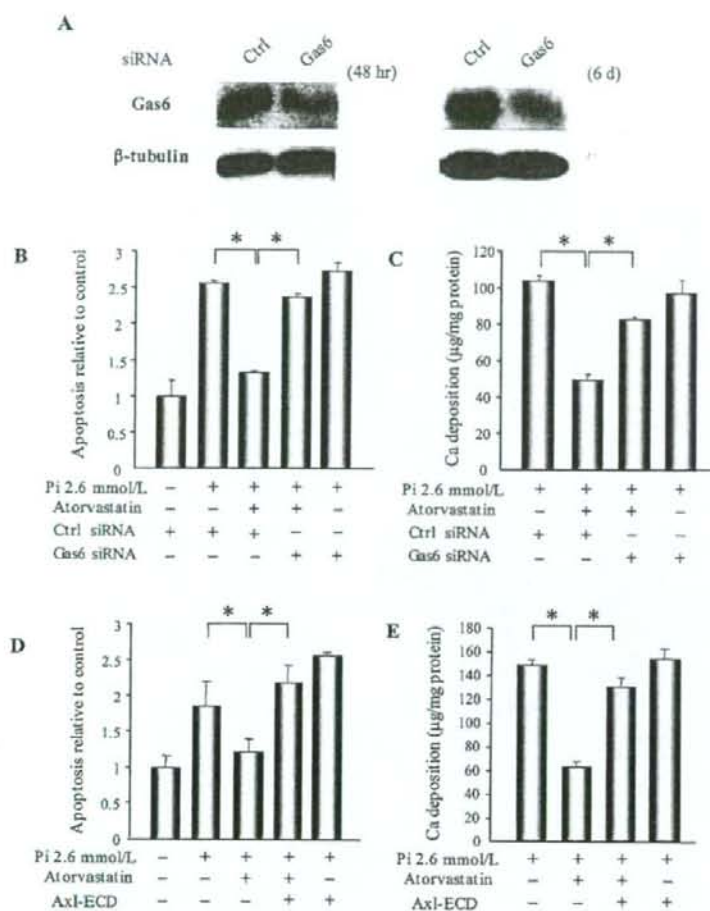 A
siRNA Ctrl Gas6 (48 hr) Ctrl Gas6 (6 d)
Gas6
β-tubulin
B
Apoptosis relative to control
3
2.5
2
1.5
1
0.5
0
* *
Pi 2.6 mmol/L – + + + +
Atorvastatin – – + + –
Ctrl siRNA + + + – –
Gas6 siRNA – – – + +
C
Ca deposition (μg/mg protein)
120
100
80
60
40
20
0
* *
Pi 2.6 mmol/L + + + +
Atorvastatin – + + –
Ctrl siRNA + + – –
Gas6 siRNA – – + +
D
Apoptosis relative to control
3
2.5
2
1.5
1
0.5
0
* *
Pi 2.6 mmol/L – + + + +
Atorvastatin – – + + –
Axl-ECD – – – + +
E
Ca deposition (μg/mg protein)
180
160
140
120
100
80
60
40
20
0
* *
Pi 2.6 mmol/L + + + +
Atorvastatin – + + –
Axl-ECD – – + +